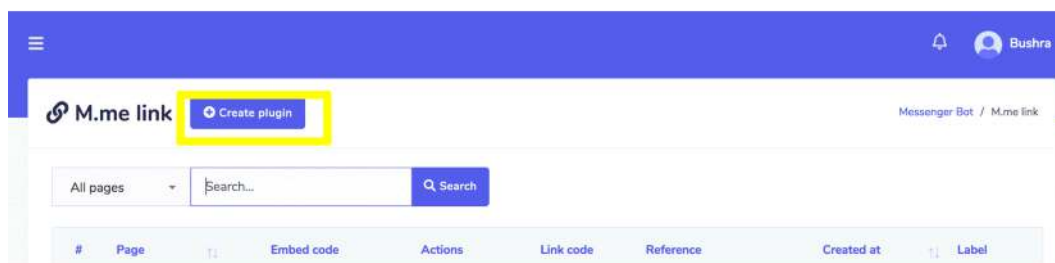 Bushra
M.me link
Create plugin
Messenger Bot / M.me link
All pages
Search...
Search
# Page Embed code Actions Link code Reference Created at Label